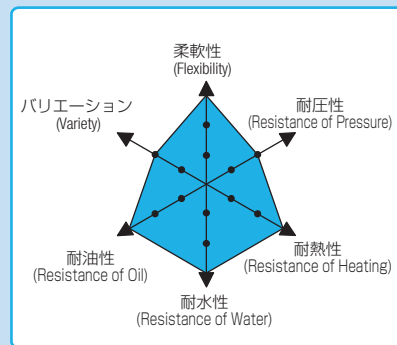 柔軟性
(Flexibility)
バリエーション
(Variety)
耐圧性
(Resistance of Pressure)
耐油性
(Resistance of Oil)
耐熱性
(Resistance of Heating)
耐水性
(Resistance of Water)